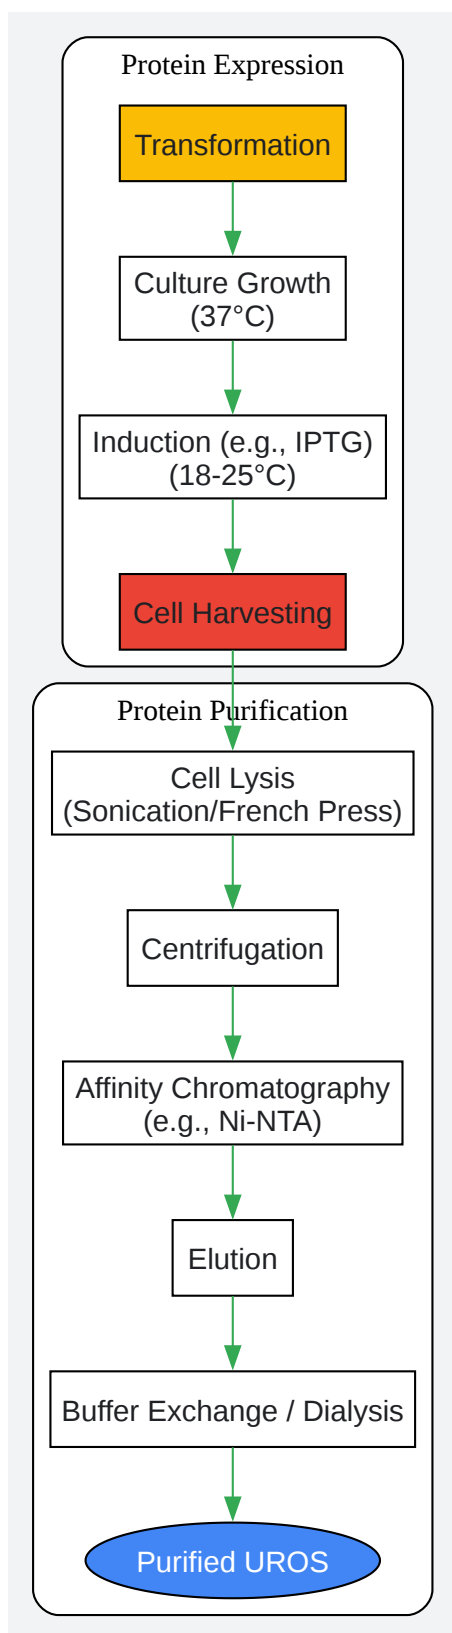 Protein Expression
Transformation
Culture Growth
(37°C)
Induction (e.g., IPTG)
(18-25°C)
Cell Harvesting
Protein Purification
Cell Lysis
(Sonication/French Press)
Centrifugation
Affinity Chromatography
(e.g., Ni-NTA)
Elution
Buffer Exchange / Dialysis
Purified UROS